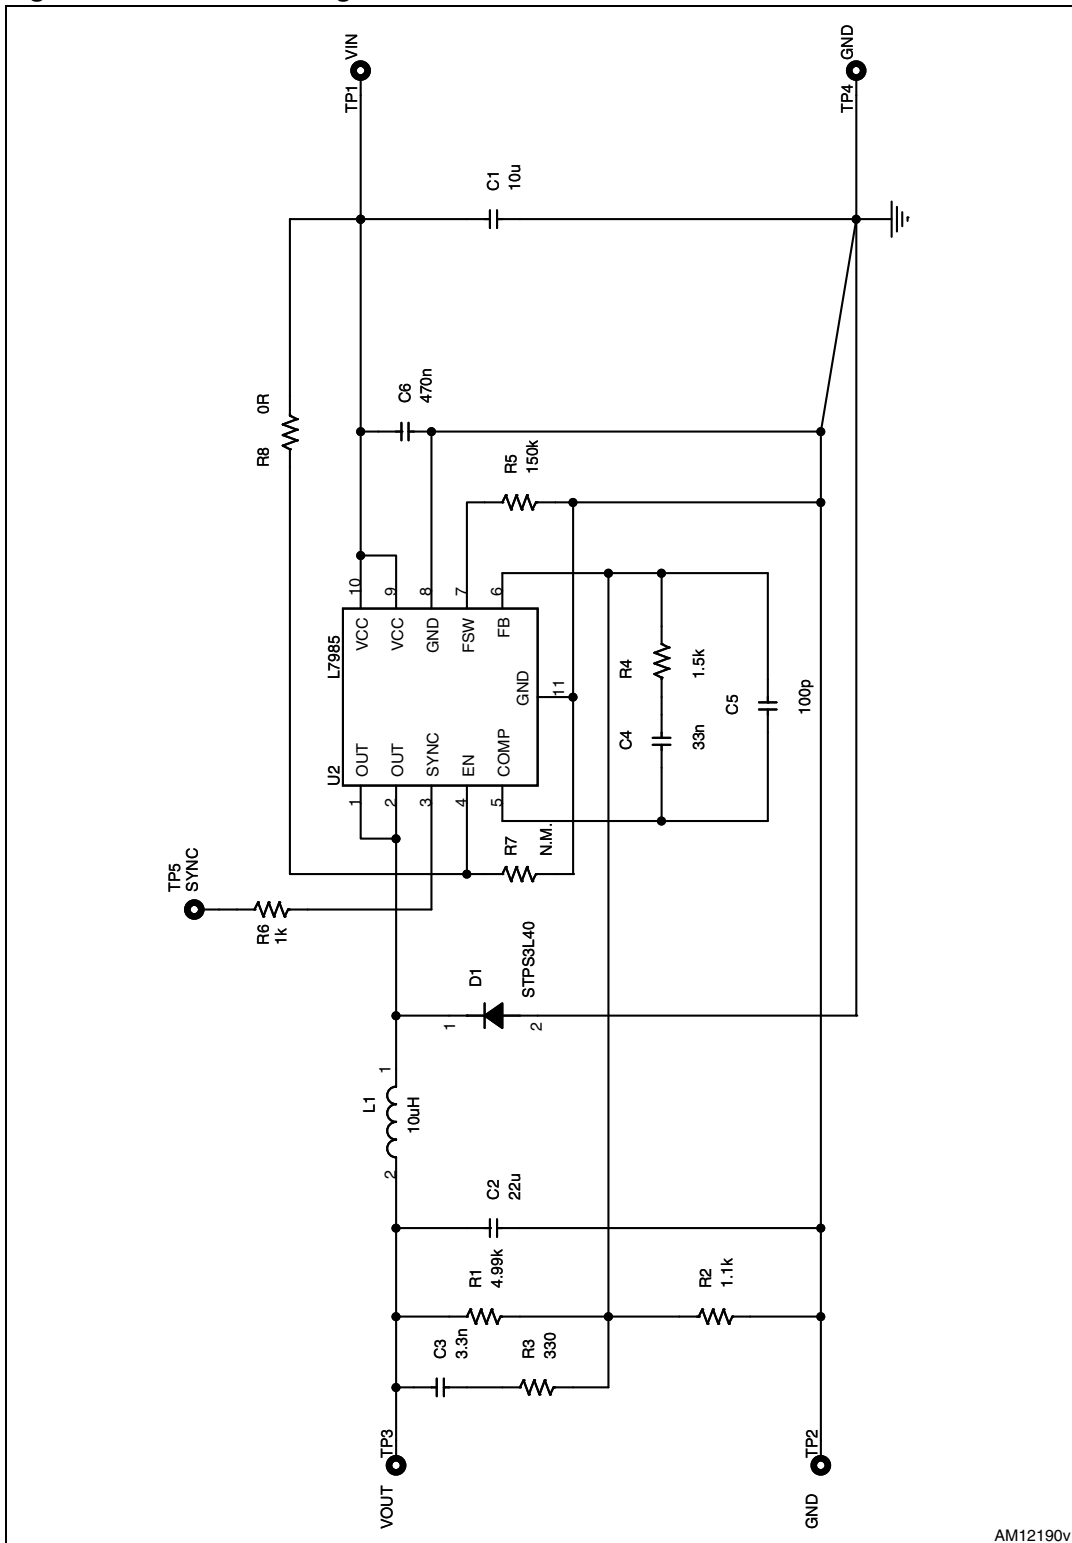 VIN
TP1
GND
TP4
C1
10u
R8
0R
C6
470n
R5
150k
10
9
8
7
6
L7985
VCC
VCC
GND
FSW
FB
GND
11
U2
OUT
OUT
SYNC
EN
COMP
1
2
3
4
5
R4
1.5k
C4
33n
C5
100p
R7
N.M.
TP5
SYNC
R6
1k
D1
STPS3L40
1
2
L1
10uH
1
2
C2
22u
R1
4.99k
R2
1.1k
C3
3.3n
R3
330
TP3
VOUT
TP2
GND
AM12190v